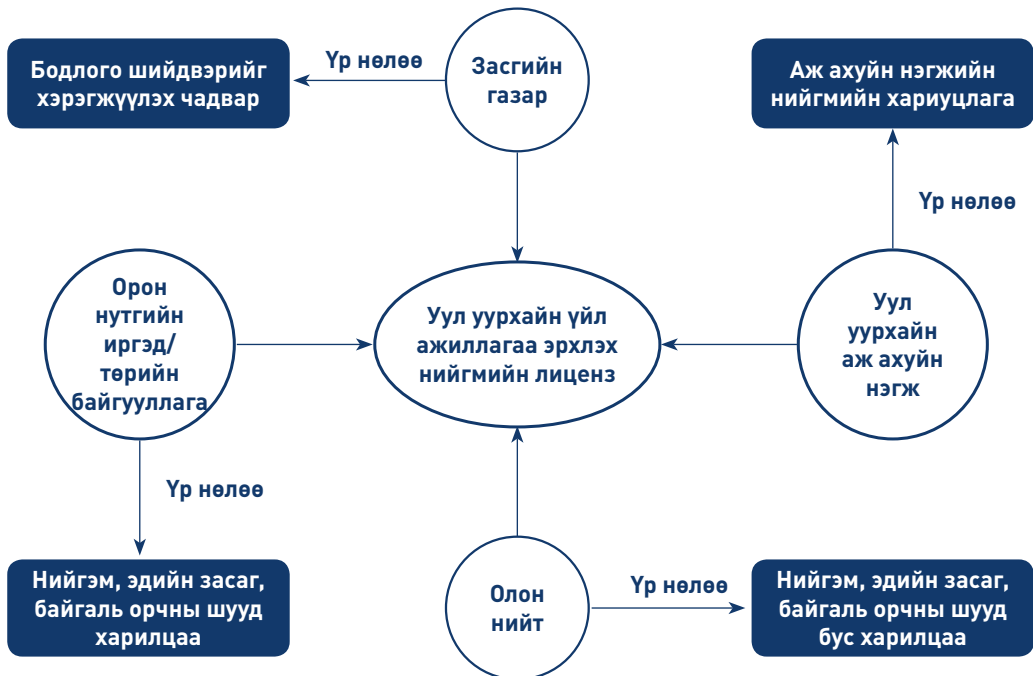 Бодлого шийдвэрийг
хэрэгжүүлэх чадвар
Үр нөлөө
Засгийн
газар
Аж ахуйн нэгжийн
нийгмийн хариуцлага
Үр нөлөө
Орон
нутгийн
иргэд/
төрийн
байгууллага
Уул уурхайн үйл
ажиллагаа эрхлэх
нийгмийн лиценз
Уул
уурхайн
аж ахуйн
нэгж
Үр нөлөө
Нийгэм, эдийн засаг,
байгаль орчны шууд
харилцаа
Олон
нийт
Үр нөлөө
Нийгэм, эдийн засаг,
байгаль орчны шууд
бус харилцаа